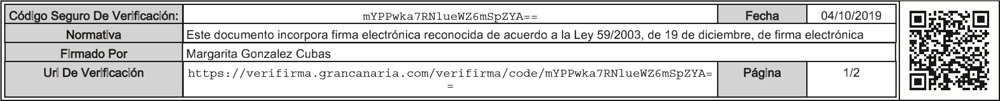 Código Seguro De Verificación: mYPPwka7RNlueWZ6mSpZYA== Fecha 04/10/2019
Normativa Este documento incorpora firma electrónica reconocida de acuerdo a la Ley 59/2003, de 19 de diciembre, de firma electrónica
Firmado Por Margarita Gonzalez Cubas
Url De Verificación https://verifirma.grancanaria.com/verifirma/code/mYPPwka7RNlueWZ6mSpZYA= Página 1/2
=